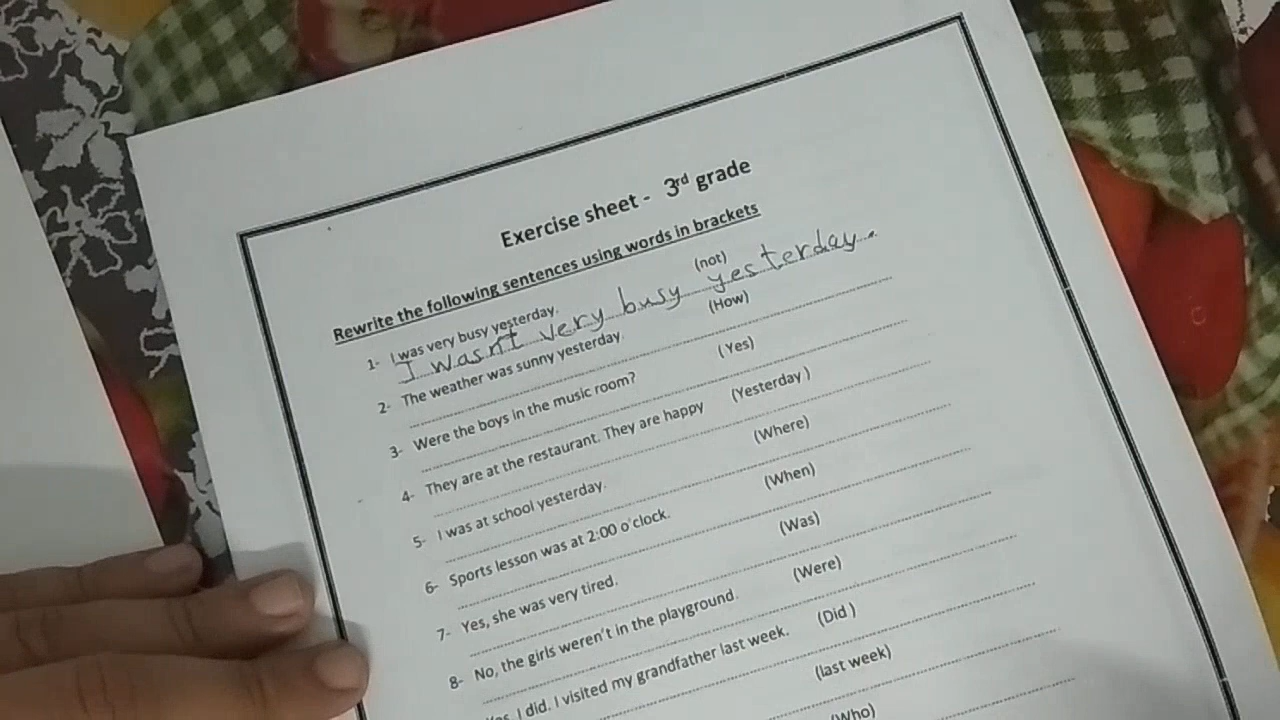 Exercise sheet - 3rd grade
Rewrite the following sentences using words in brackets
1- I was very busy yesterday. (not)
I wasn't very busy yesterday.
2- The weather was sunny yesterday. (How)
3- Were the boys in the music room? (Yes)
4- They are at the restaurant. They are happy (Yesterday )
5- I was at school yesterday. (Where)
6- Sports lesson was at 2:00 o'clock. (When)
7- Yes, she was very tired. (Was)
8- No, the girls weren't in the playground. (Were)
I did. I visited my grandfather last week. (Did )
(last week)
(Who)